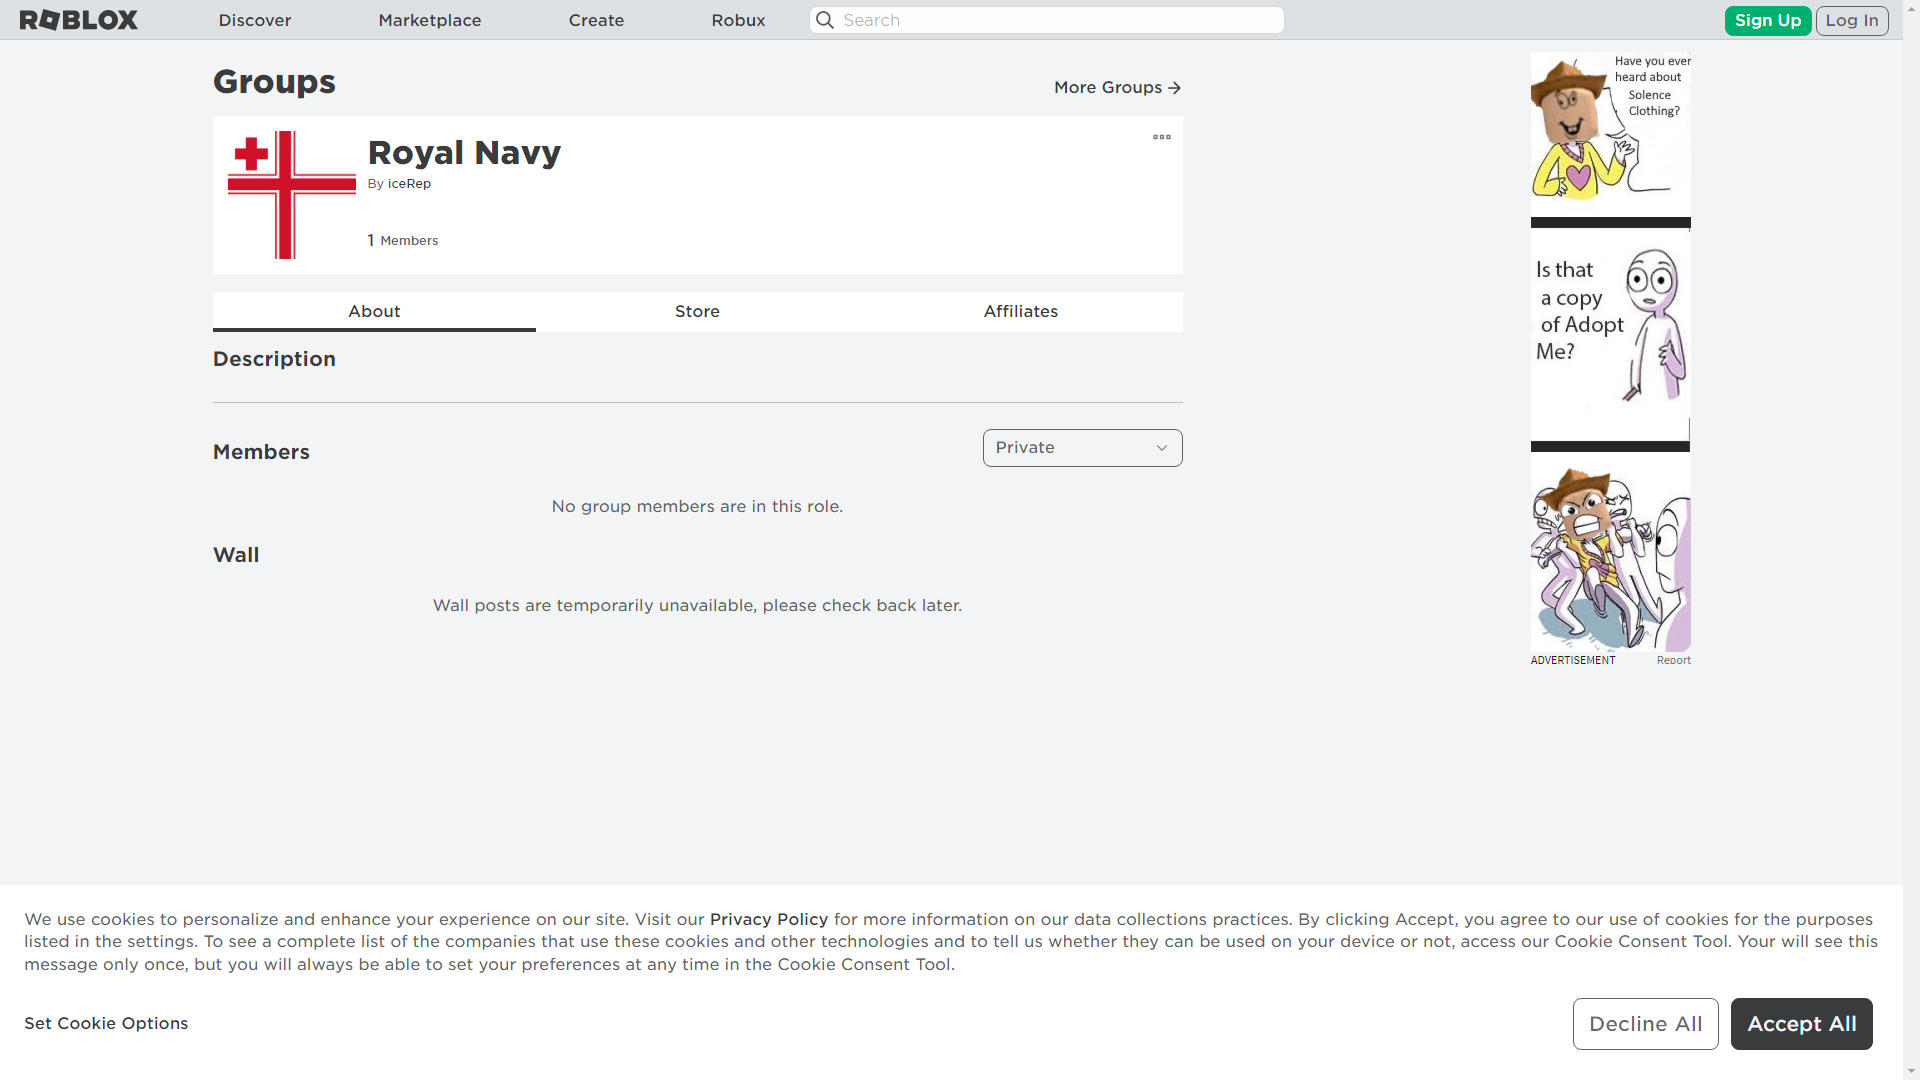 ROBLOX
Discover
Marketplace
Create
Robux
Search
Sign Up
Log In
Groups
More Groups
Royal Navy
By iceRep
1 Members
About
Store
Affiliates
Description
Members
Private
No group members are in this role.
Wall
Wall posts are temporarily unavailable, please check back later.
Have you ever
heard about
Solence
Clothing?
Is that
a copy
of Adopt
Me?
ADVERTISEMENT
Report
We use cookies to personalize and enhance your experience on our site. Visit our Privacy Policy for more information on our data collections practices. By clicking Accept, you agree to our use of cookies for the purposes
listed in the settings. To see a complete list of the companies that use these cookies and other technologies and to tell us whether they can be used on your device or not, access our Cookie Consent Tool. Your will see this
message only once, but you will always be able to set your preferences at any time in the Cookie Consent Tool.
Set Cookie Options
Decline All
Accept All